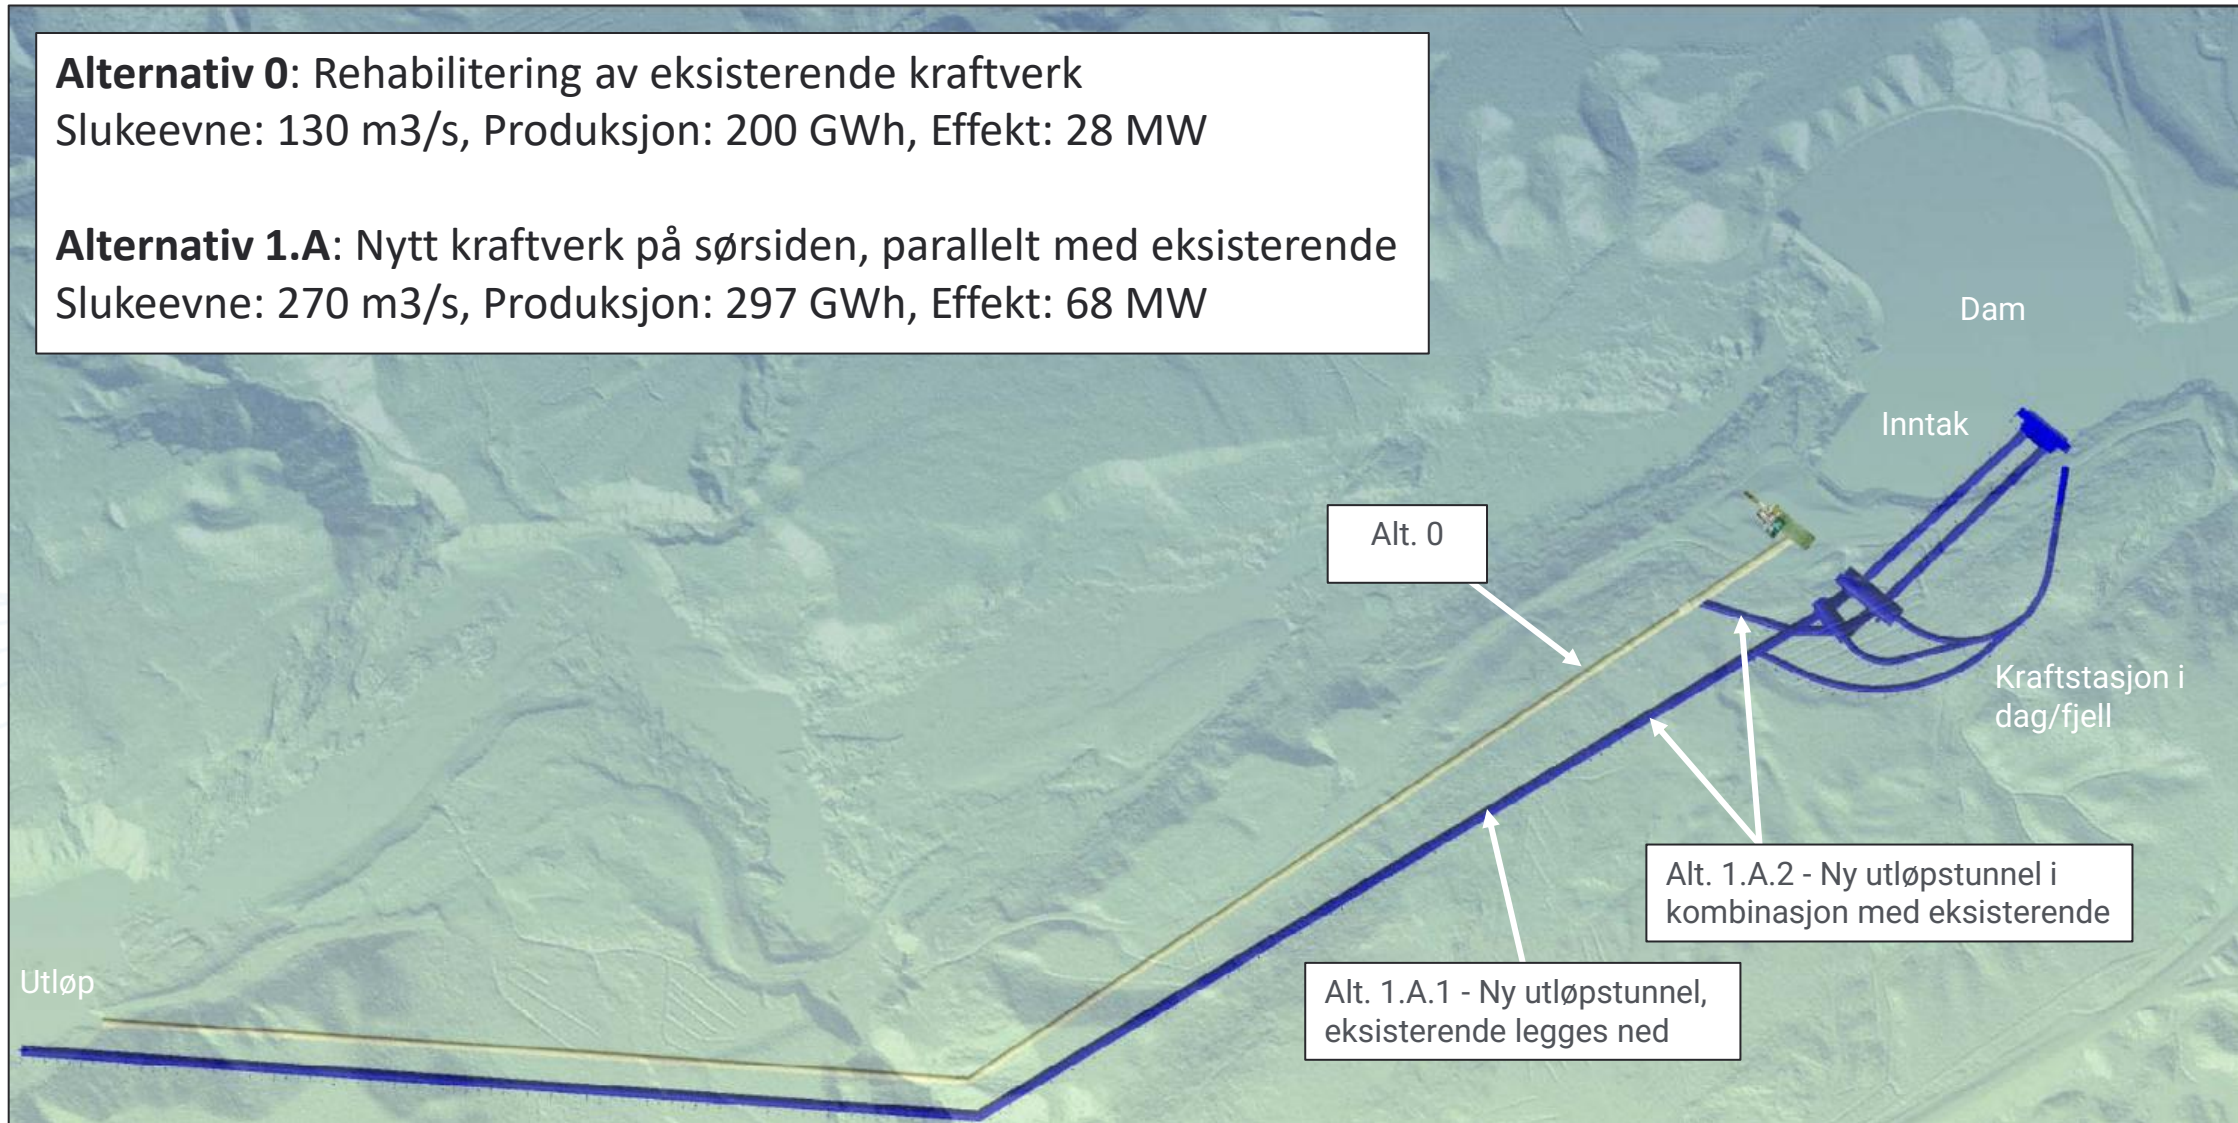 Alternativ 0: Rehabilitering av eksisterende kraftverk
Slukeevne: 130 m3/s, Produksjon: 200 GWh, Effekt: 28 MW
Alternativ 1.A: Nytt kraftverk på sørsiden, parallelt med eksisterende
Slukeevne: 270 m3/s, Produksjon: 297 GWh, Effekt: 68 MW
Dam
Inntak
Alt. 0
Kraftstasjon i
dag/fjell
Alt. 1.A.2 - Ny utløpstunnel i
kombinasjon med eksisterende
Utløp
Alt. 1.A.1 - Ny utløpstunnel,
eksisterende legges ned